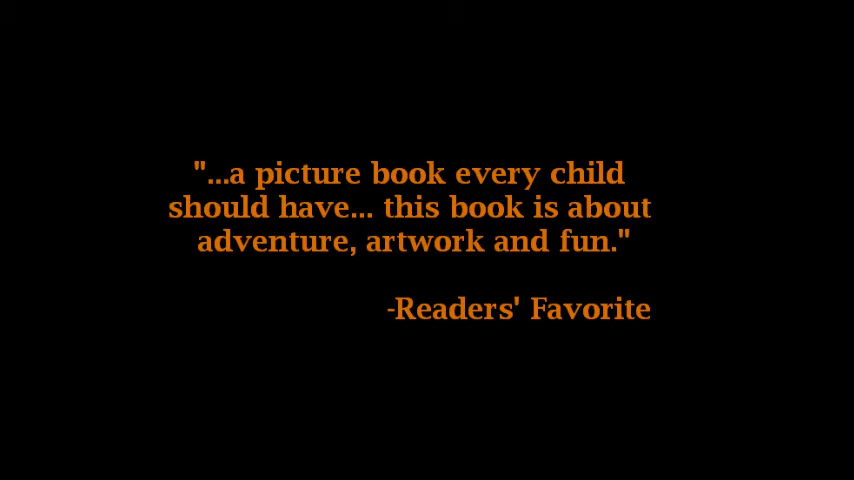 "...a picture book every child
should have... this book is about
adventure, artwork and fun."
-Readers' Favorite